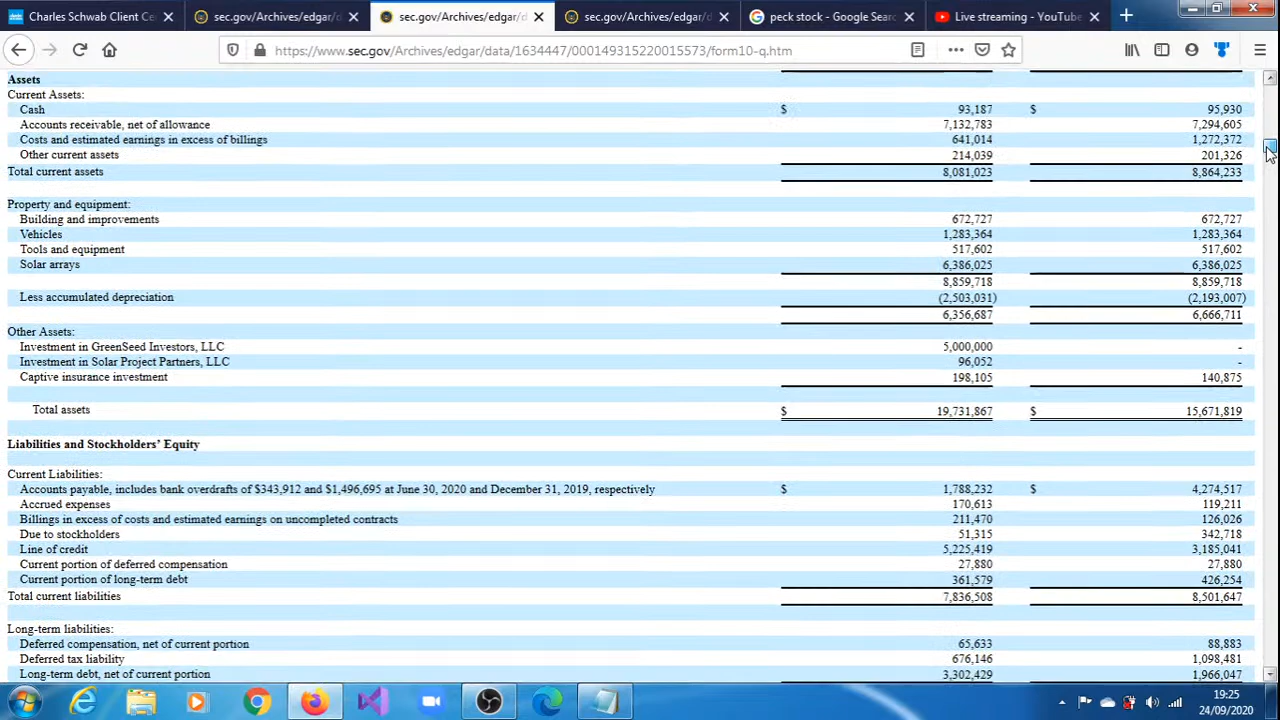 Charles Schwab Client Ce
sec.gov/Archives/edgar/d
sec.gov/Archives/edgar/d
sec.gov/Archives/edgar/d
peck stock - Google Sear
Live streaming - YouTube
https://www.sec.gov/Archives/edgar/data/1634447/000149315220015573/form10-q.htm
Assets
Current Assets:
Cash $ 93,187 $ 95,930
Accounts receivable, net of allowance 7,132,783 7,294,605
Costs and estimated earnings in excess of billings 641,014 1,272,372
Other current assets 214,039 201,326
Total current assets 8,081,023 8,864,233
Property and equipment:
Building and improvements 672,727 672,727
Vehicles 1,283,364 1,283,364
Tools and equipment 517,602 517,602
Solar arrays 6,386,025 6,386,025
8,859,718 8,859,718
Less accumulated depreciation (2,503,031) (2,193,007)
6,356,687 6,666,711
Other Assets:
Investment in GreenSeed Investors, LLC 5,000,000 -
Investment in Solar Project Partners, LLC 96,052 -
Captive insurance investment 198,105 140,875
Total assets $ 19,731,867 $ 15,671,819
Liabilities and Stockholders’ Equity
Current Liabilities:
Accounts payable, includes bank overdrafts of $343,912 and $1,496,695 at June 30, 2020 and December 31, 2019, respectively $ 1,788,232 $ 4,274,517
Accrued expenses 170,613 119,211
Billings in excess of costs and estimated earnings on uncompleted contracts 211,470 126,026
Due to stockholders 51,315 342,718
Line of credit 5,225,419 3,185,041
Current portion of deferred compensation 27,880 27,880
Current portion of long-term debt 361,579 426,254
Total current liabilities 7,836,508 8,501,647
Long-term liabilities:
Deferred compensation, net of current portion 65,633 88,883
Deferred tax liability 676,146 1,098,481
Long-term debt, net of current portion 3,302,429 1,966,047
19:25
24/09/2020